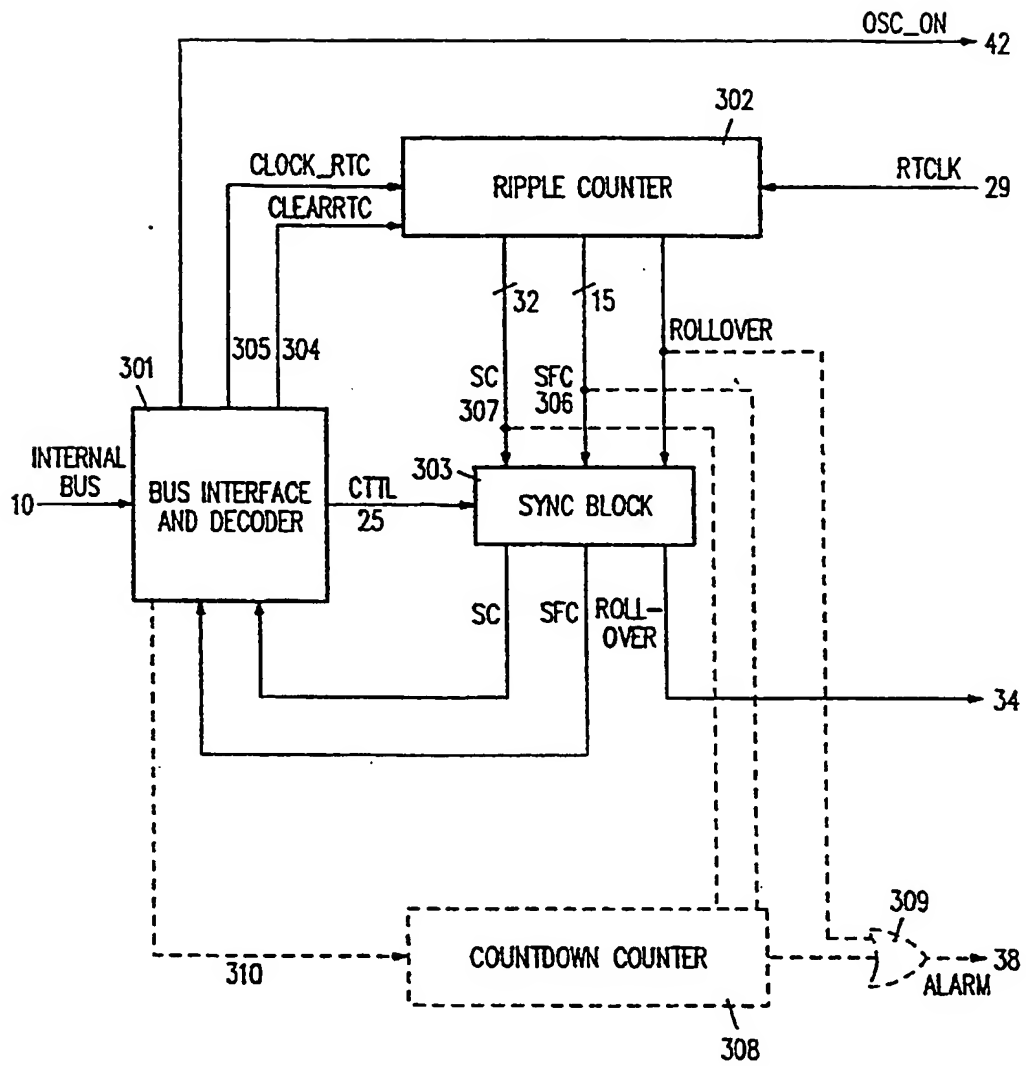 OSC_ON
42
302
CLOCK_RTC
RIPPLE COUNTER
RTCLK
29
CLEARRTC
32
15
ROLLOVER
305
304
301
SC
307
SFC
306
303
INTERNAL
BUS
10
BUS INTERFACE
AND DECODER
CTTL
25
SYNC BLOCK
SC
SFC
ROLL-
OVER
34
309
310
COUNTDOWN COUNTER
38
ALARM
308